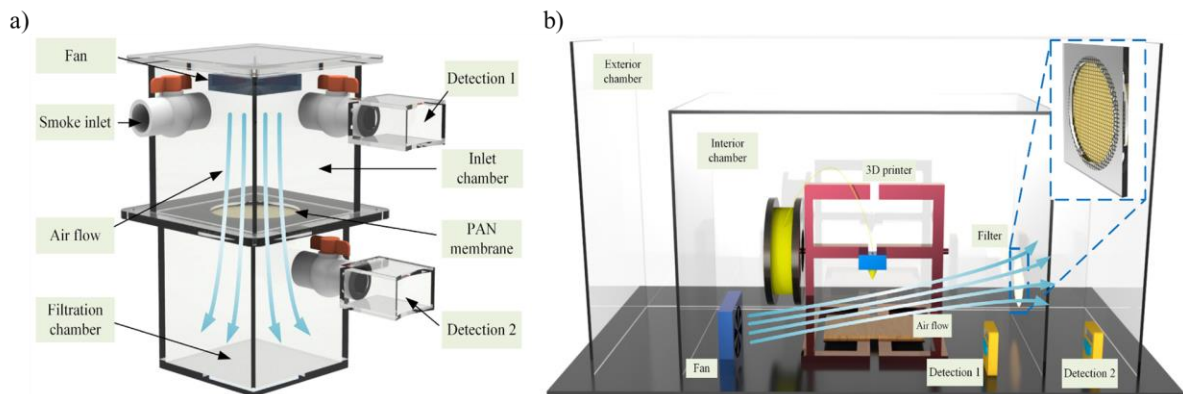 a)
Fan
Detection 1
Smoke inlet
Inlet
chamber
Air flow
PAN
membrane
Filtration
chamber
Detection 2
b)
Exterior
chamber
Interior
chamber
3D printer
Filter
Air flow
Fan
Detection 1
Detection 2